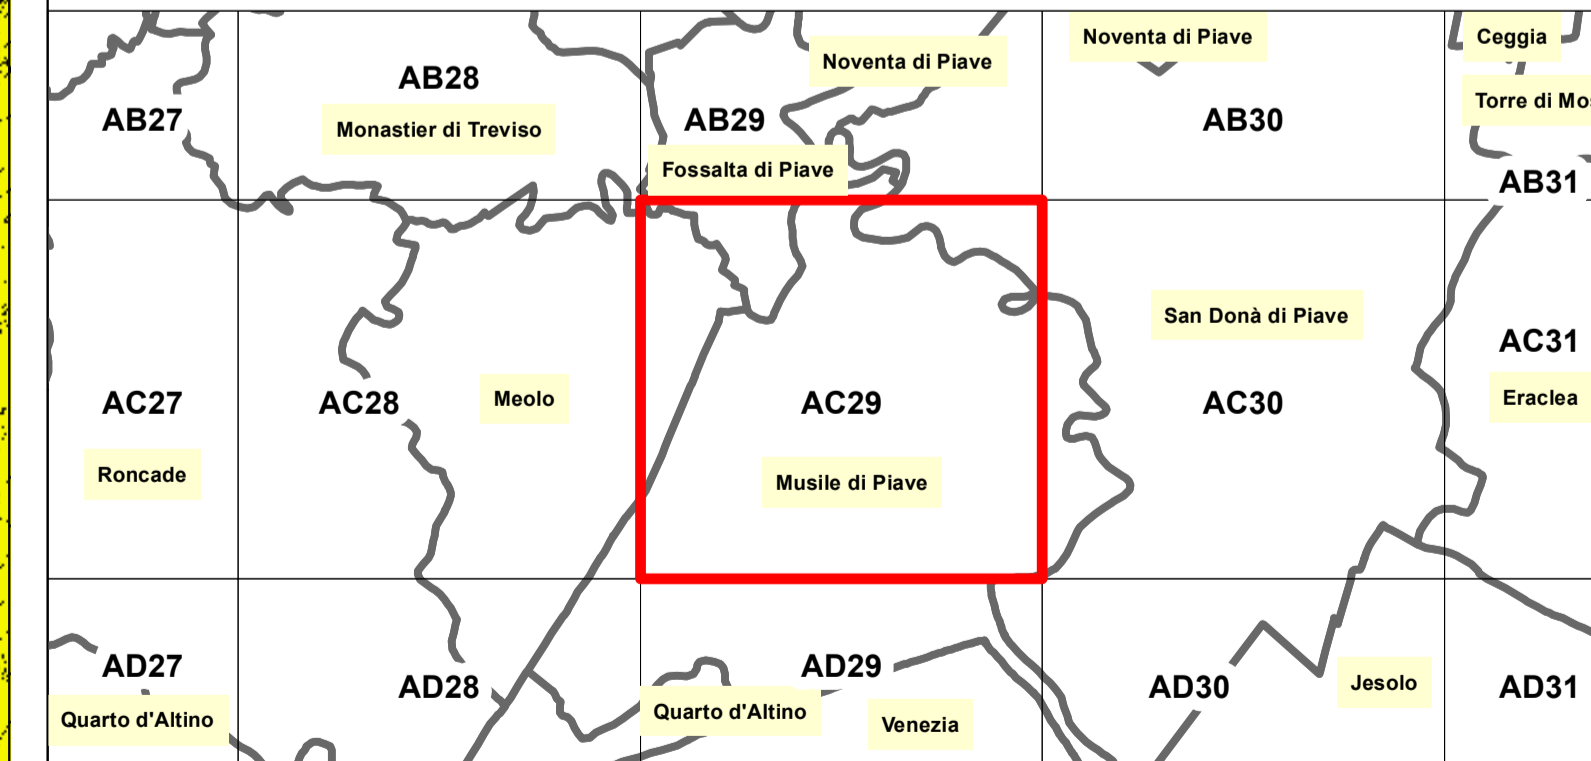 Noventa di Piave
Ceggia
Noventa di Piave
AB28
Torre di Mo
AB27
AB29
AB30
Monastier di Treviso
Fossalta di Piave
AB31
San Donà di Piave
AC31
Meolo
Eraclea
AC27
AC28
AC29
AC30
Roncade
Musile di Piave
AD27
AD29
AD28
AD30
Jesolo
AD31
Quarto d'Altino
Quarto d'Altino
Venezia